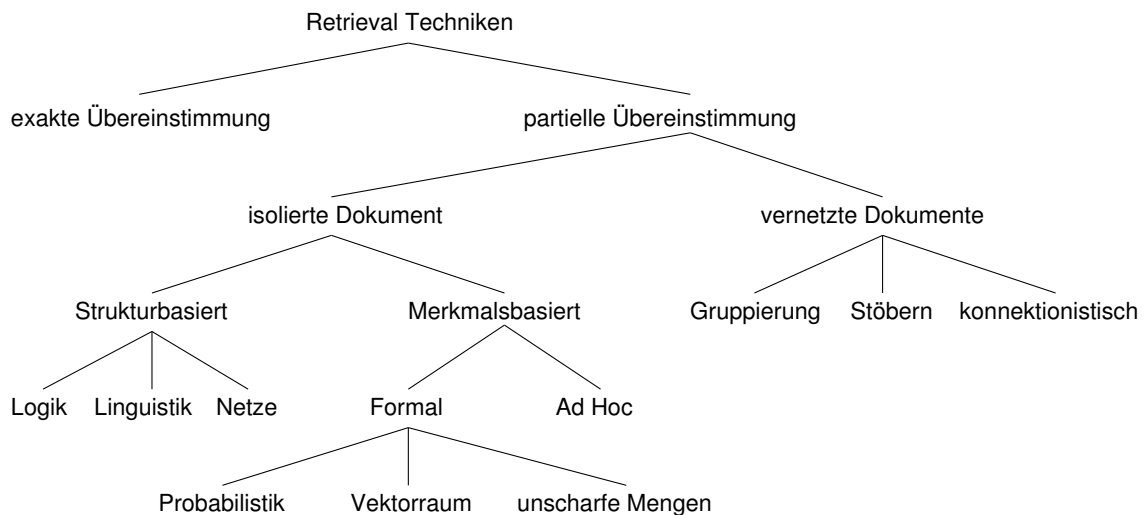 Retrieval Techniken
exakte Übereinstimmung partielle Übereinstimmung
isolierte Dokument vernetzte Dokumente
Strukturbasiert Merkmalsbasiert Gruppierung Stöbern konnektionistisch
Logik Linguistik Netze Formal Ad Hoc
Probabilistik Vektorraum unscharfe Mengen